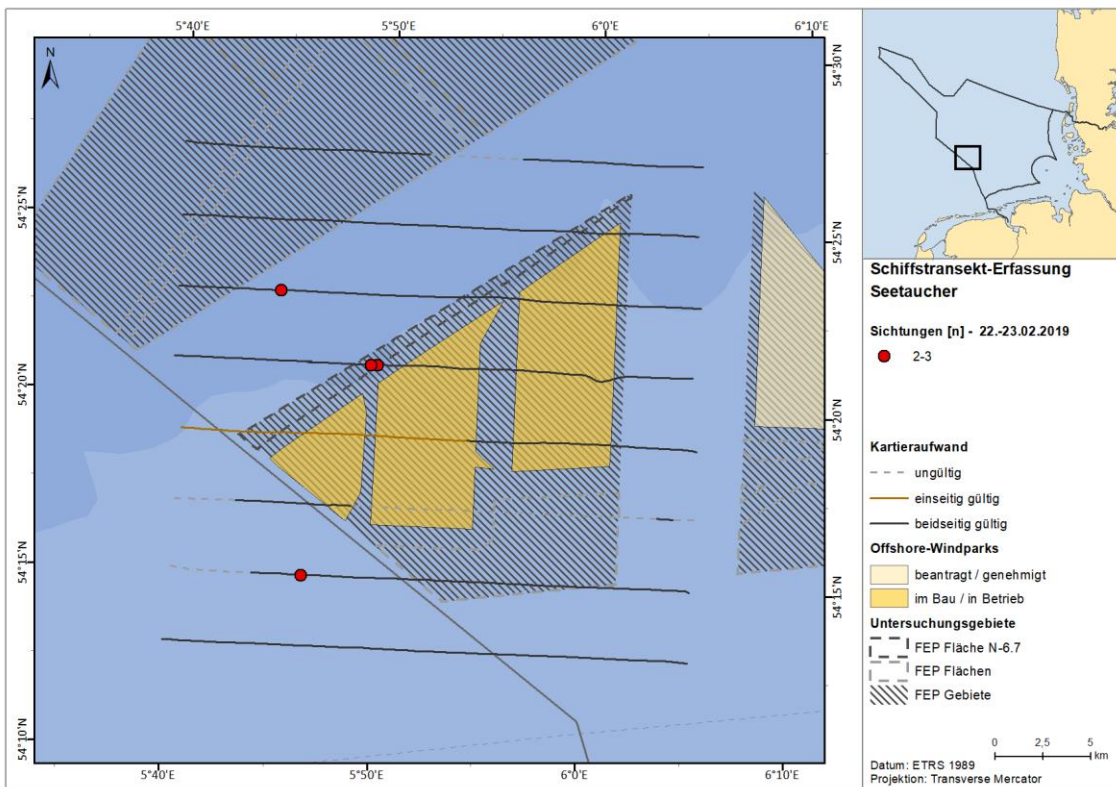 5°40'E
5°50'E
6°0'E
6°10'E
N
54°30'N
54°25'N
54°25'N
54°20'N
54°20'N
54°15'N
54°15'N
54°10'N
5°40'E
5°50'E
6°0'E
6°10'E
Schiffstransekt-Erfassung
Seetaucher
Sichtungen [n] - 22.-23.02.2019
2-3
Kartieraufwand
ungültig
einseitig gültig
beidseitig gültig
Offshore-Windparks
beantragt / genehmigt
im Bau / in Betrieb
Untersuchungsgebiete
FEP Fläche N-6.7
FEP Flächen
FEP Gebiete
0 2,5 5
km
Datum: ETRS 1989
Projektion: Transverse Mercator